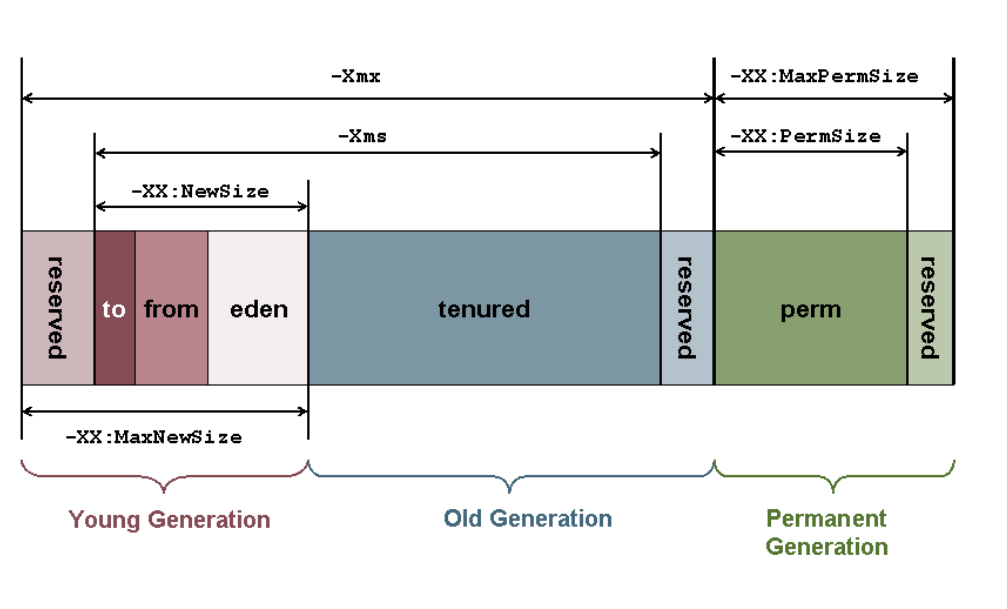 -Xmx
-XX:MaxPermSize
-Xms
-XX:PermSize
-XX:NewSize
reserved
to
from
eden
tenured
reserved
perm
reserved
-XX:MaxNewSize
Young Generation
Old Generation
Permanent
Generation